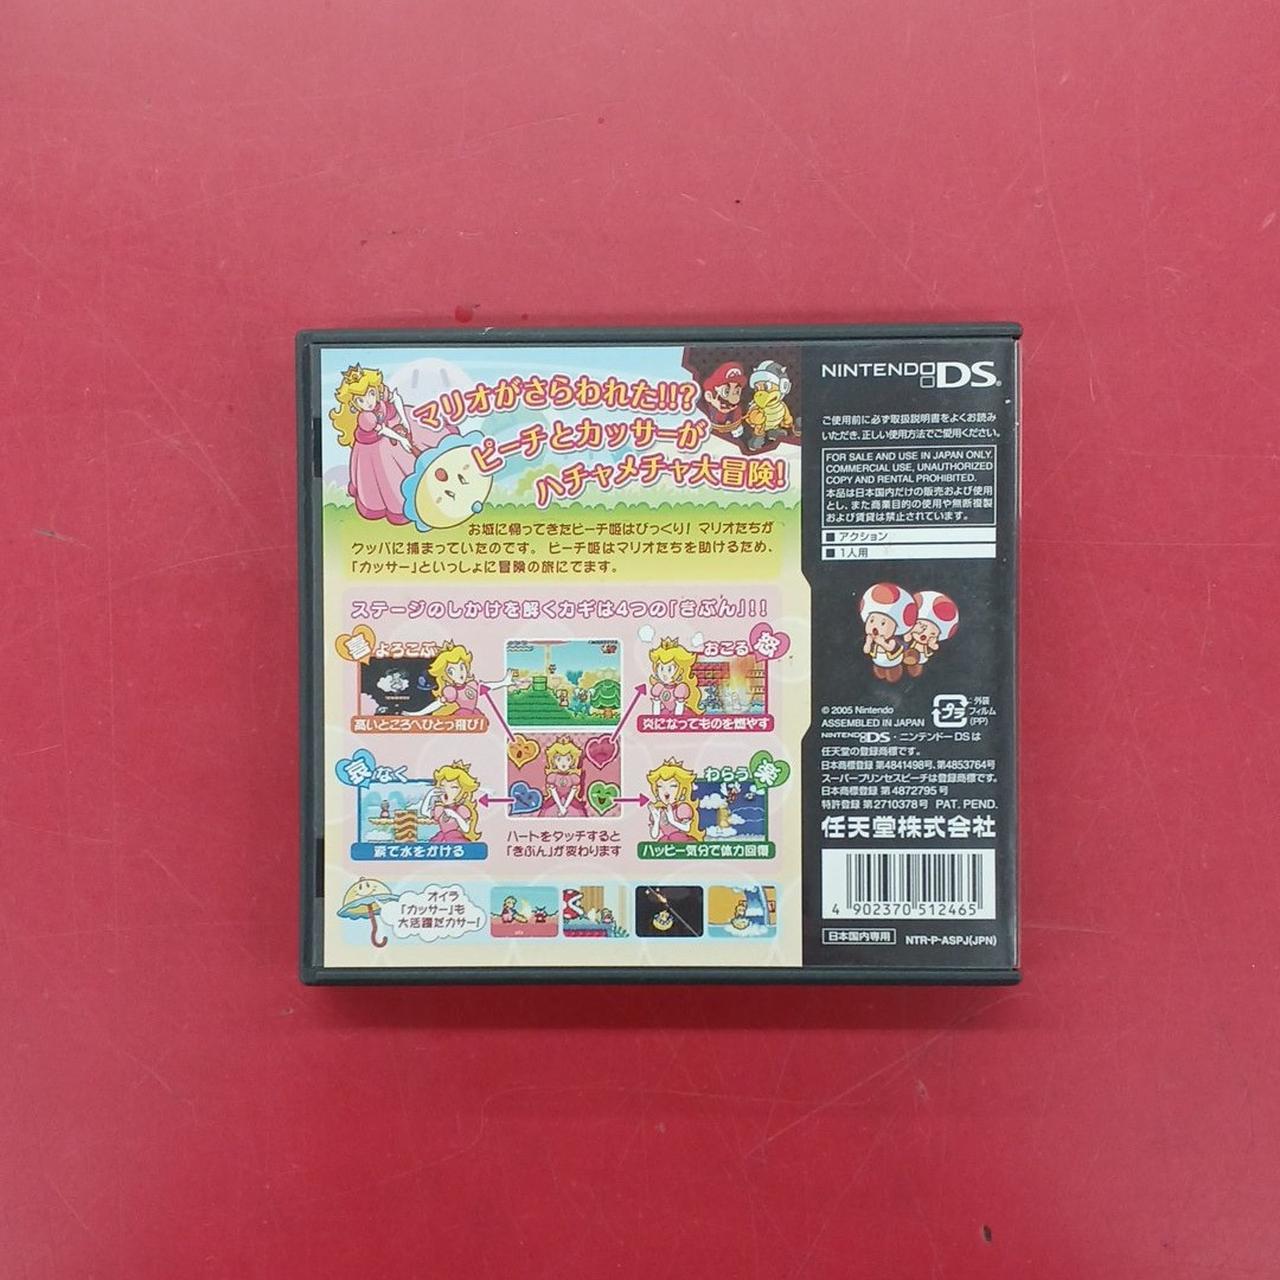 マリオがさらわれた!!?
ピーチとカッサーが
ハチャメチャ大冒険!
お城に帰ってきたピーチ姫はびっくり! マリオたちが
クッパに捕まっていたのです。 ピーチ姫はマリオたちを助けるため、
「カッサー」といっしょに冒険の旅にでます。
ステージのしかけを解くカギは4つの「きぶん」!!
喜 よろこぶ
高いところへひとっ飛び!
おこる 怒
炎になってものを燃やす
哀 なく
涙で水をかける
わらう 楽
ハッピー気分で体力回復
ハートをタッチすると
「きぶん」が変わります
オイラ
「カッサー」も
大活躍だカサー!
NINTENDO DS™
ご使用前に必ず取扱説明書をよくお読み
いただき、正しい使用方法でご愛用ください。
FOR SALE AND USE IN JAPAN ONLY.
COMMERCIAL USE, UNAUTHORIZED
COPY AND RENTAL PROHIBITED.
本品は日本国内だけの販売および使用
とし、また商業目的の使用や無断複製
および賃貸は禁止されています。
■ アクション
■ 1人用
© 2005 Nintendo
ASSEMBLED IN JAPAN
プラ
:外袋
フィルム
(PP)
NINTENDO DS・ニンテンドーDSは
任天堂の登録商標です。
日本商標登録 第4841498号、第4853764号
スーパープリンセスピーチは登録商標です。
日本商標登録 第4872795号
特許登録 第2710378号 PAT. PEND.
任天堂株式会社
4 902370 512465
日本国内専用
NTR-P-ASPJ(JPN)